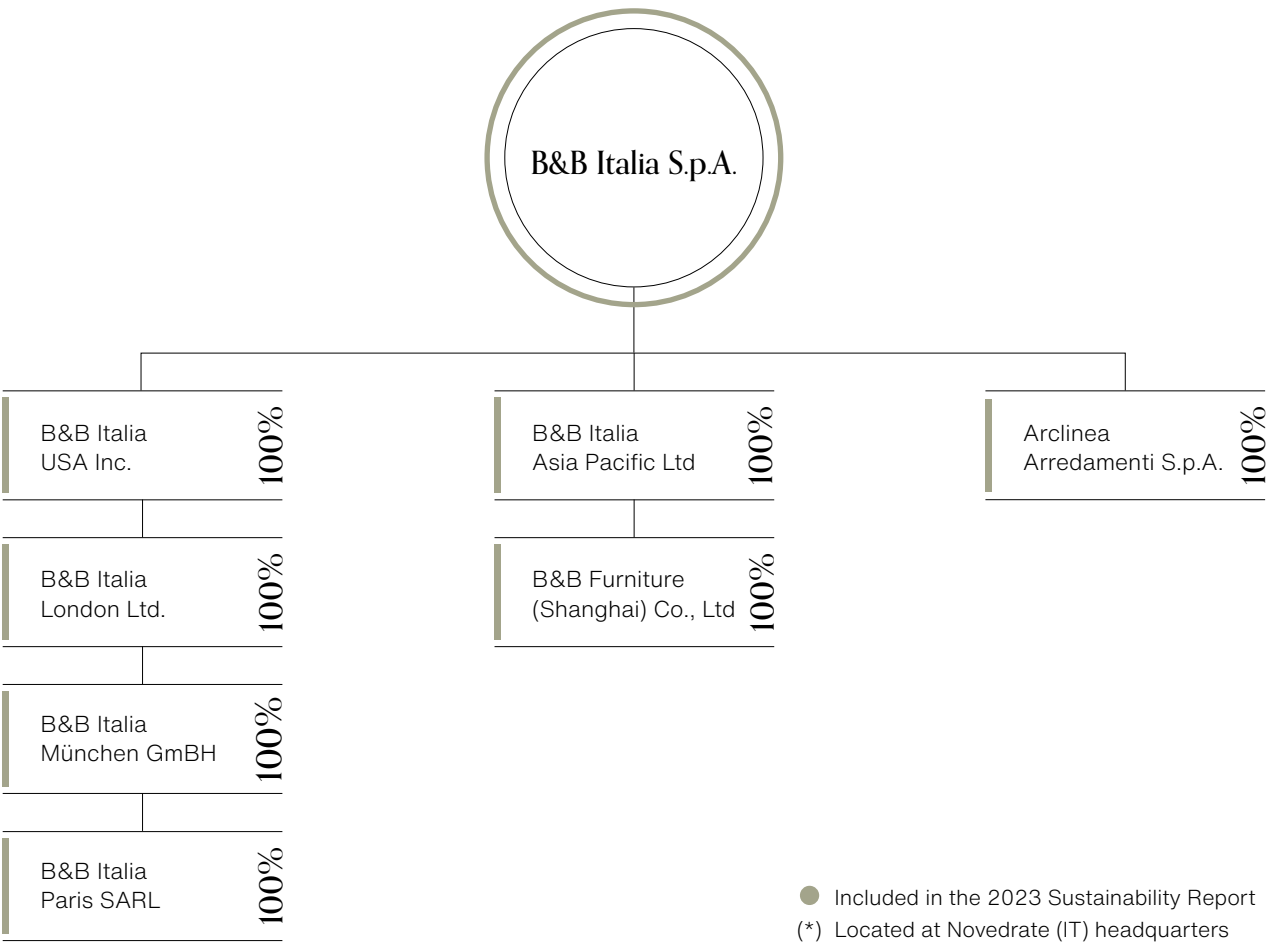 B&B Italia S.p.A.
B&B Italia
USA Inc.
100%
B&B Italia
London Ltd.
100%
B&B Italia
München GmBH
100%
B&B Italia
Paris SARL
100%
B&B Italia
Asia Pacific Ltd
100%
B&B Furniture
(Shanghai) Co., Ltd
100%
Arclinea
Arredamenti S.p.A.
100%
Included in the 2023 Sustainability Report
(*) Located at Novedrate (IT) headquarters